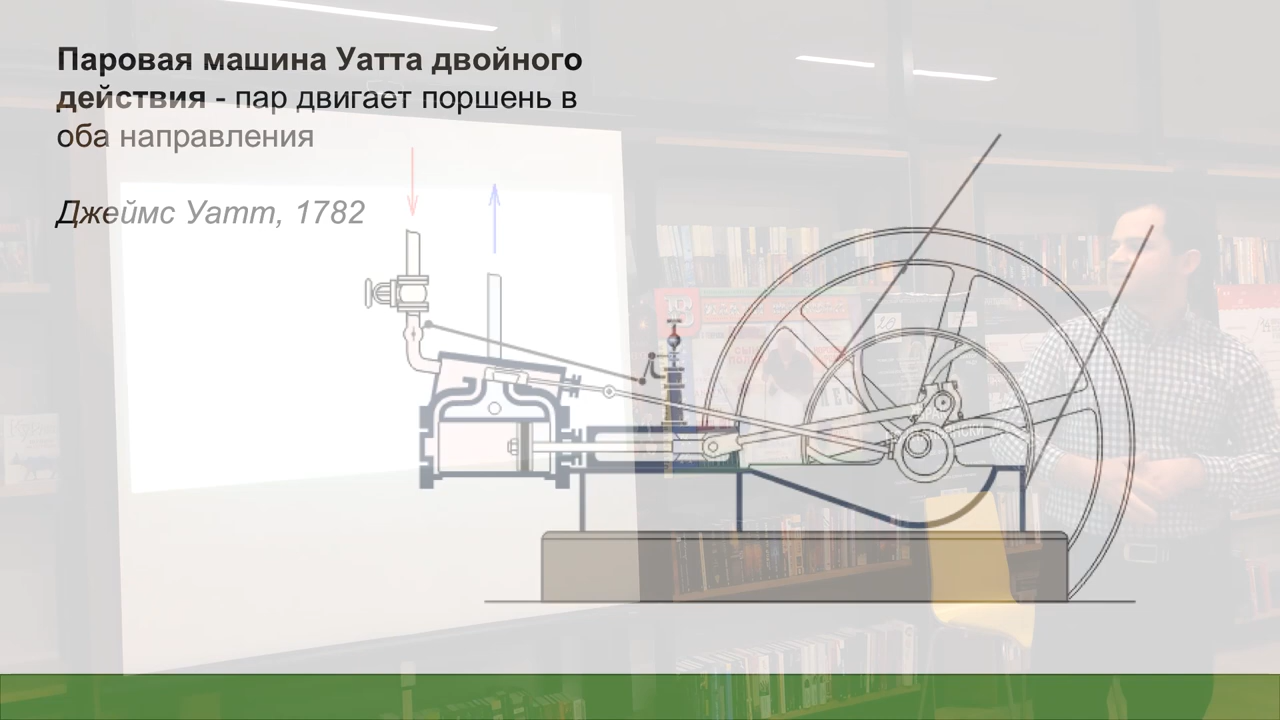 Паровая машина Уатта двойного
действия - пар двигает поршень в
оба направления
Джеймс Уатт, 1782